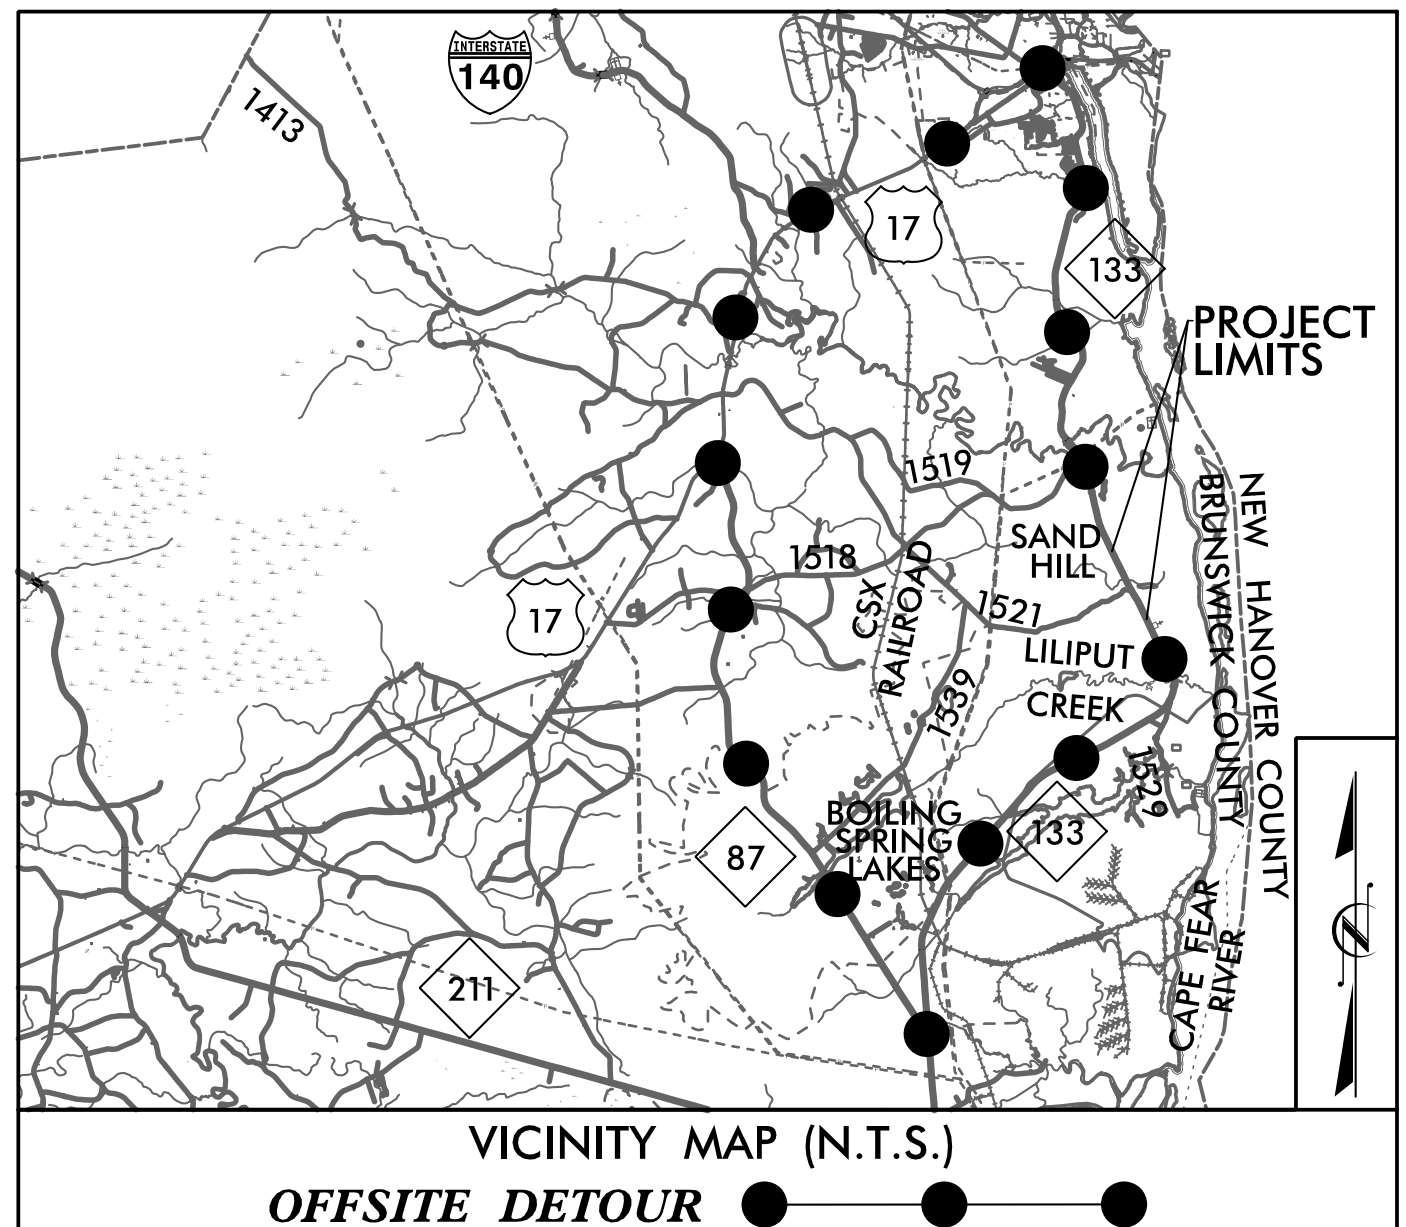 INTERSTATE
140
1413
17
133
PROJECT
LIMITS
1519
SAND
HILL
1518
CSX
RAILROAD
1521
17
LILIPUT
CREEK
1539
1529
NEW HANOVER COUNTY
BRUNSWICK COUNTY
BOILING
SPRING
LAKES
133
87
211
CAPE FEAR
RIVER
VICINITY MAP (N.T.S.)
OFFSITE DETOUR